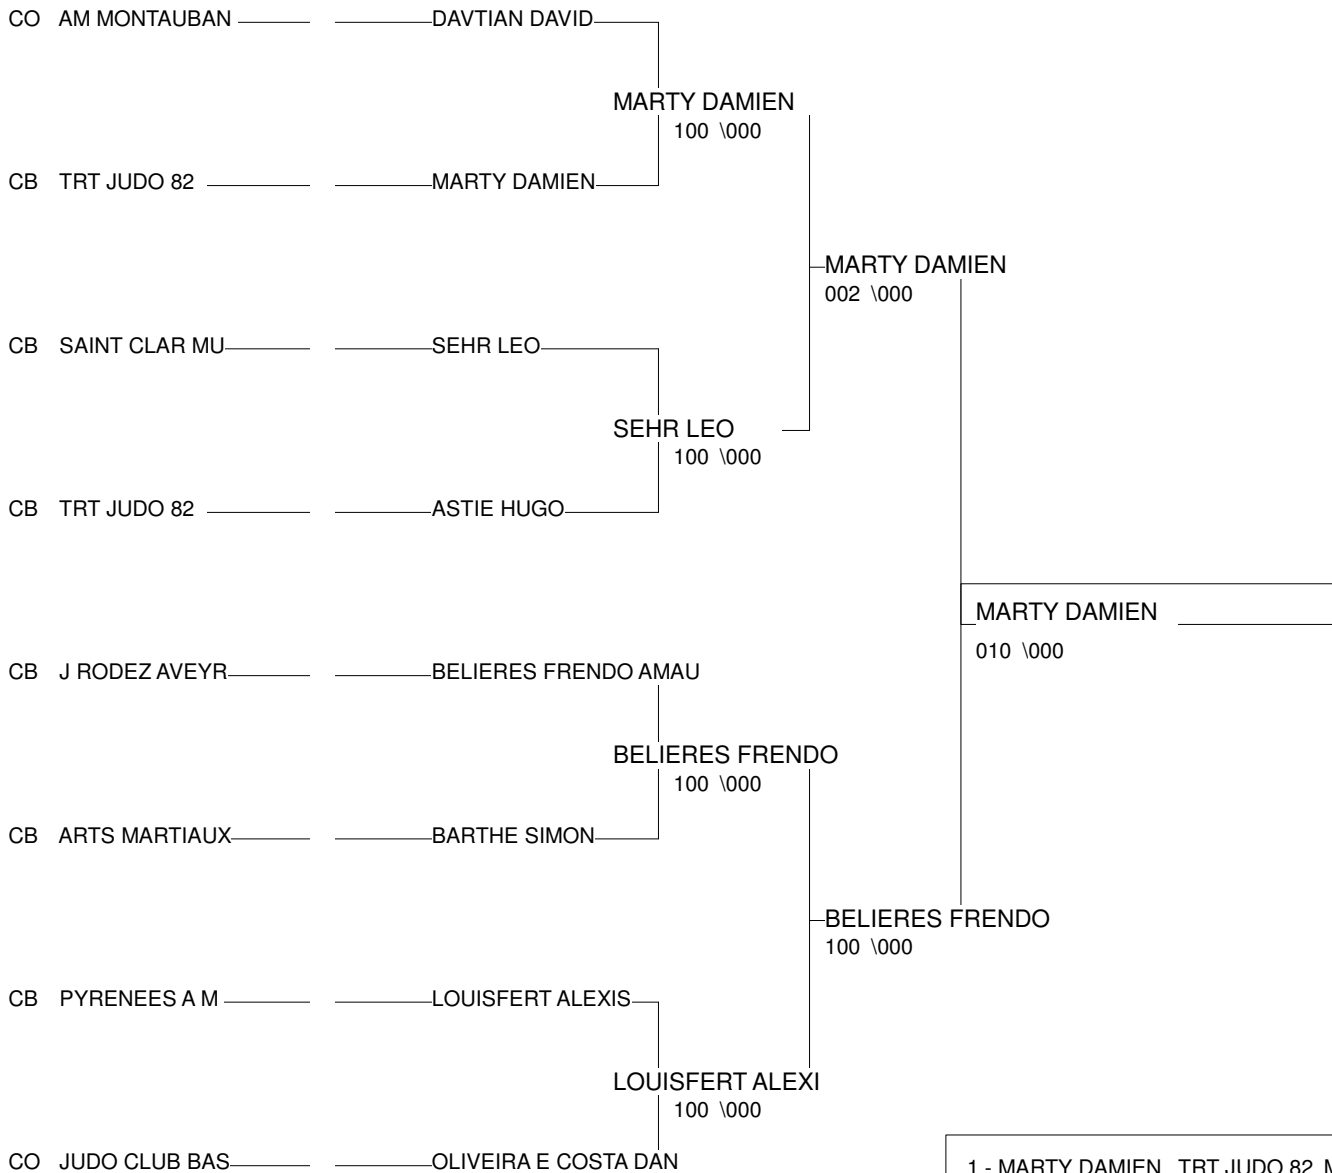 CO AM MONTAUBAN DAVTIAN DAVID
MARTY DAMIEN
100 \000
CB TRT JUDO 82 MARTY DAMIEN
MARTY DAMIEN
002 \000
CB SAINT CLAR MU SEHR LEO
SEHR LEO
100 \000
CB TRT JUDO 82 ASTIE HUGO
MARTY DAMIEN
010 \000
CB J RODEZ AVEYR BELIERES FRENDO AMAU
BELIERES FRENDO
100 \000
CB ARTS MARTIAUX BARTHE SIMON
BELIERES FRENDO
100 \000
CB PYRENEES A M LOUISFERT ALEXIS
LOUISFERT ALEXI
100 \000
CO JUDO CLUB BAS OLIVEIRA E COSTA DAN
1 - MARTY DAMIEN TRT JUDO 82